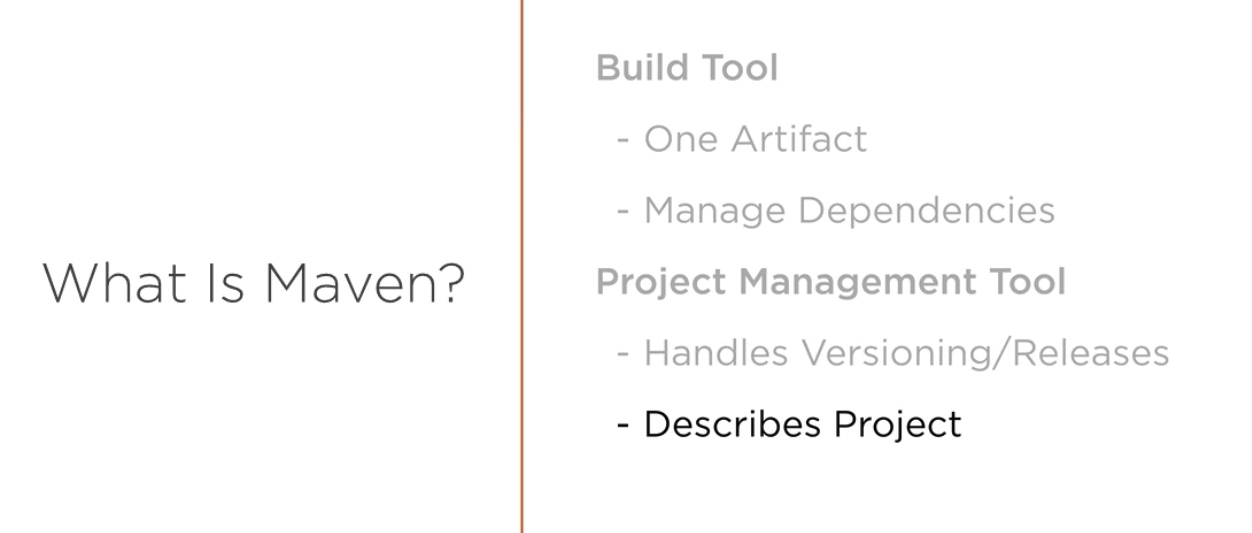 What Is Maven?
Build Tool
- One Artifact
- Manage Dependencies
Project Management Tool
- Handles Versioning/Releases
- Describes Project